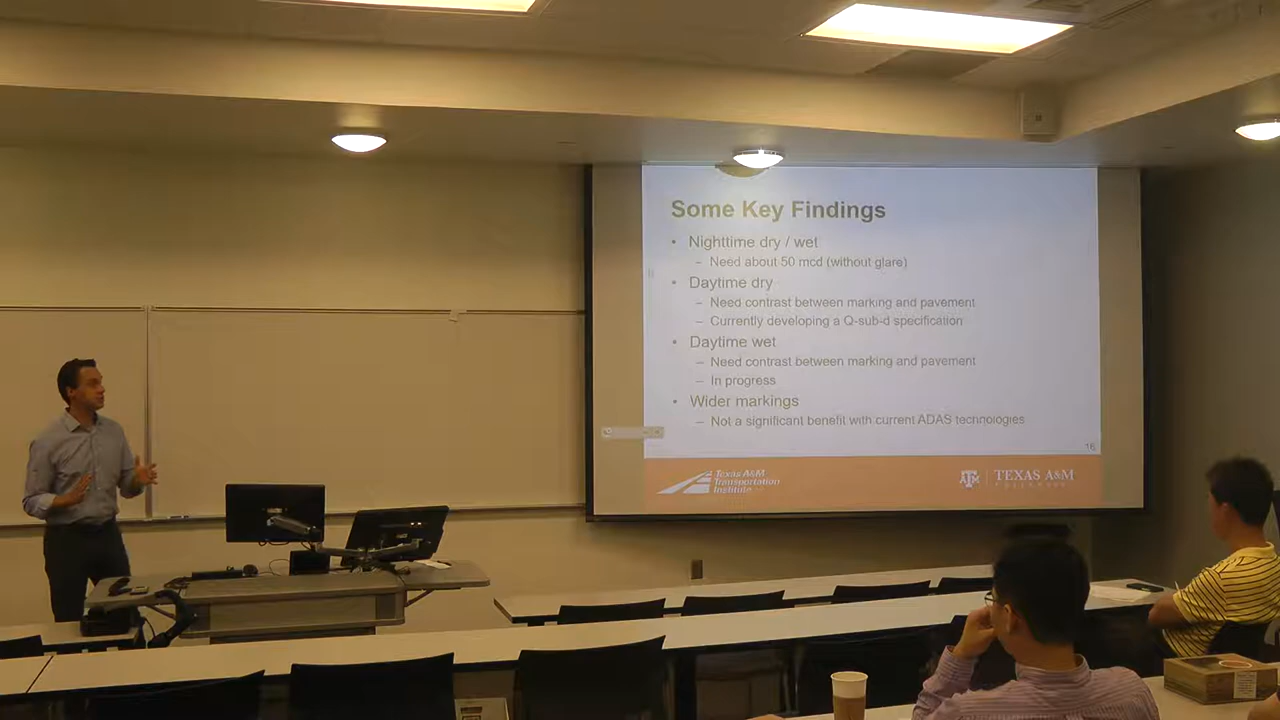 Some Key Findings
• Nighttime dry / wet
– Need about 50 mcd (without glare)
• Daytime dry
– Need contrast between marking and pavement
– Currently developing a Q-sub-d specification
• Daytime wet
– Need contrast between marking and pavement
– In progress
• Wider markings
– Not a significant benefit with current ADAS technologies
16
Texas A&M
Transportation
Institute
ATM
TEXAS A&M